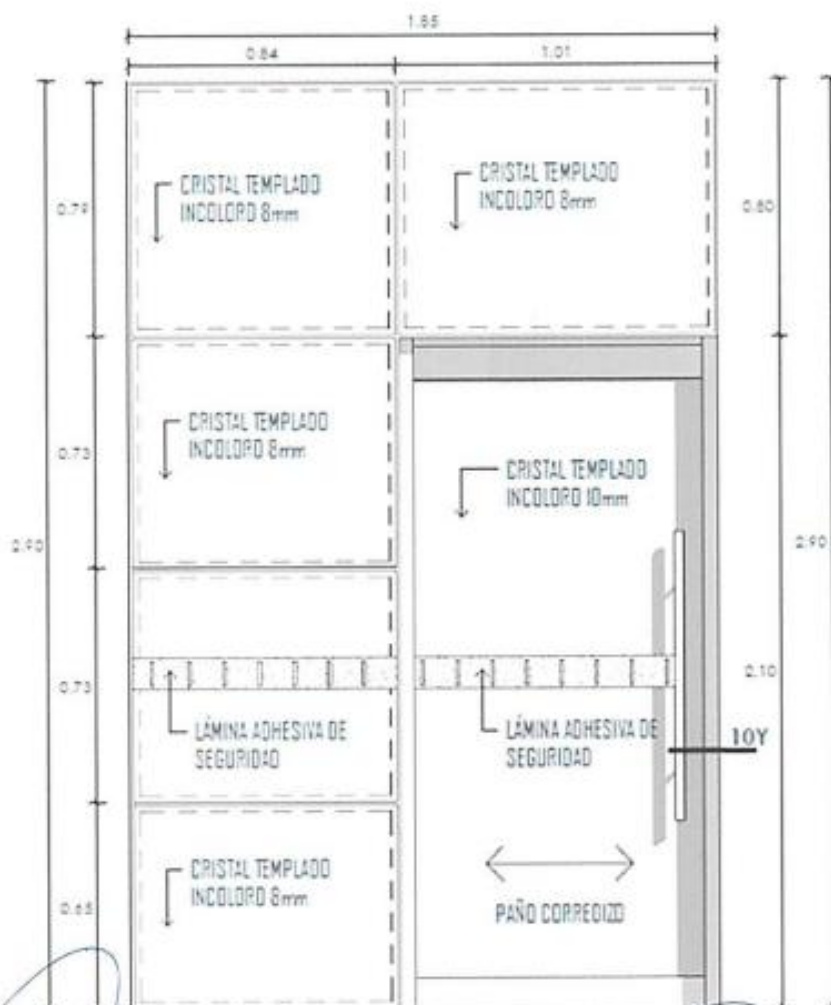 1.85
0.84
1.01
CRISTAL TEMPLADO
INCOLORO 8mm
CRISTAL TEMPLADO
INCOLORO 8mm
0.79
0.80
CRISTAL TEMPLADO
INCOLORO 8mm
0.73
CRISTAL TEMPLADO
INCOLORO 10mm
2.90
2.90
0.73
2.10
LÁMINA ADHESIVA DE
SEGURIDAD
LÁMINA ADHESIVA DE
SEGURIDAD
10Y
CRISTAL TEMPLADO
INCOLORO 8mm
PAÑO CORREDIZO
0.65